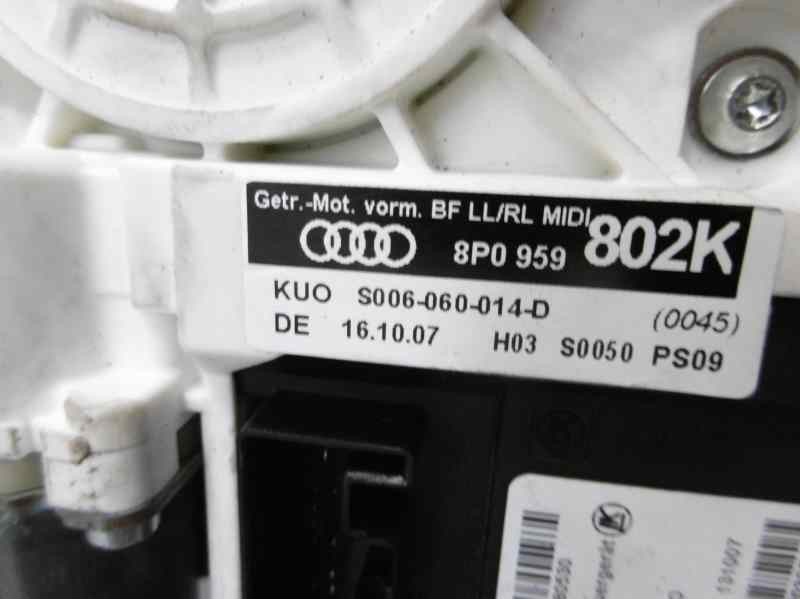 Getr.-Mot. vorm. BF LL/RL MIDI
8P0 959 802K
KUO S006-060-014-D (0045)
DE 16.10.07 H03 S0050 PS09
131007